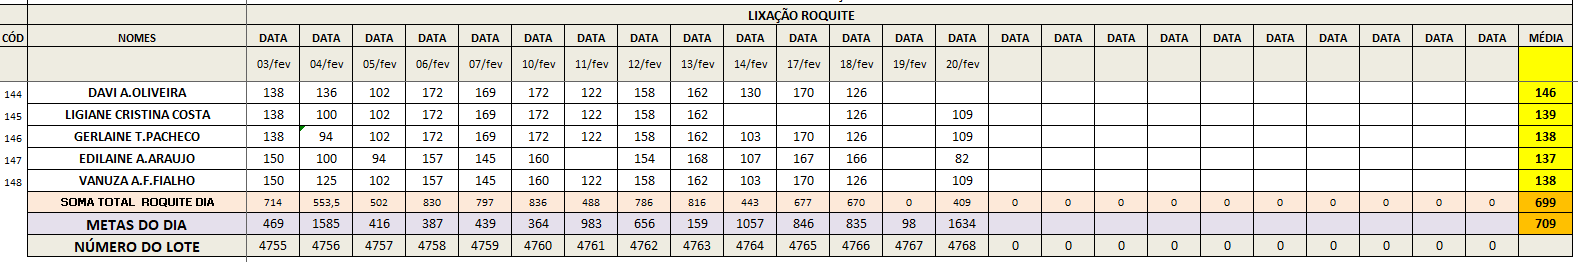 LIXAÇÃO ROQUITE
CÓD NOMES DATA DATA DATA DATA DATA DATA DATA DATA DATA DATA DATA DATA DATA DATA DATA DATA DATA DATA DATA DATA DATA DATA DATA DATA MÉDIA
03/fev 04/fev 05/fev 06/fev 07/fev 10/fev 11/fev 12/fev 13/fev 14/fev 17/fev 18/fev 19/fev 20/fev
144 DAVI A.OLIVEIRA 138 136 102 172 169 172 122 158 162 130 170 126 146
145 LIGIANE CRISTINA COSTA 138 100 102 172 169 172 122 158 162 126 109 139
146 GERLAINE T.PACHECO 138 94 102 172 169 172 122 158 162 103 170 126 109 138
147 EDILAINE A.ARAUJO 150 100 94 157 145 160 154 168 107 167 166 82 137
148 VANUZA A.F.FIALHO 150 125 102 157 145 160 122 158 162 103 170 126 109 138
SOMA TOTAL ROQUITE DIA 714 553,5 502 830 797 836 488 786 816 443 677 670 0 409 0 0 0 0 0 0 0 0 0 0 699
METAS DO DIA 469 1585 416 387 439 364 983 656 159 1057 846 835 98 1634 709
NÚMERO DO LOTE 4755 4756 4757 4758 4759 4760 4761 4762 4763 4764 4765 4766 4767 4768 0 0 0 0 0 0 0 0 0 0